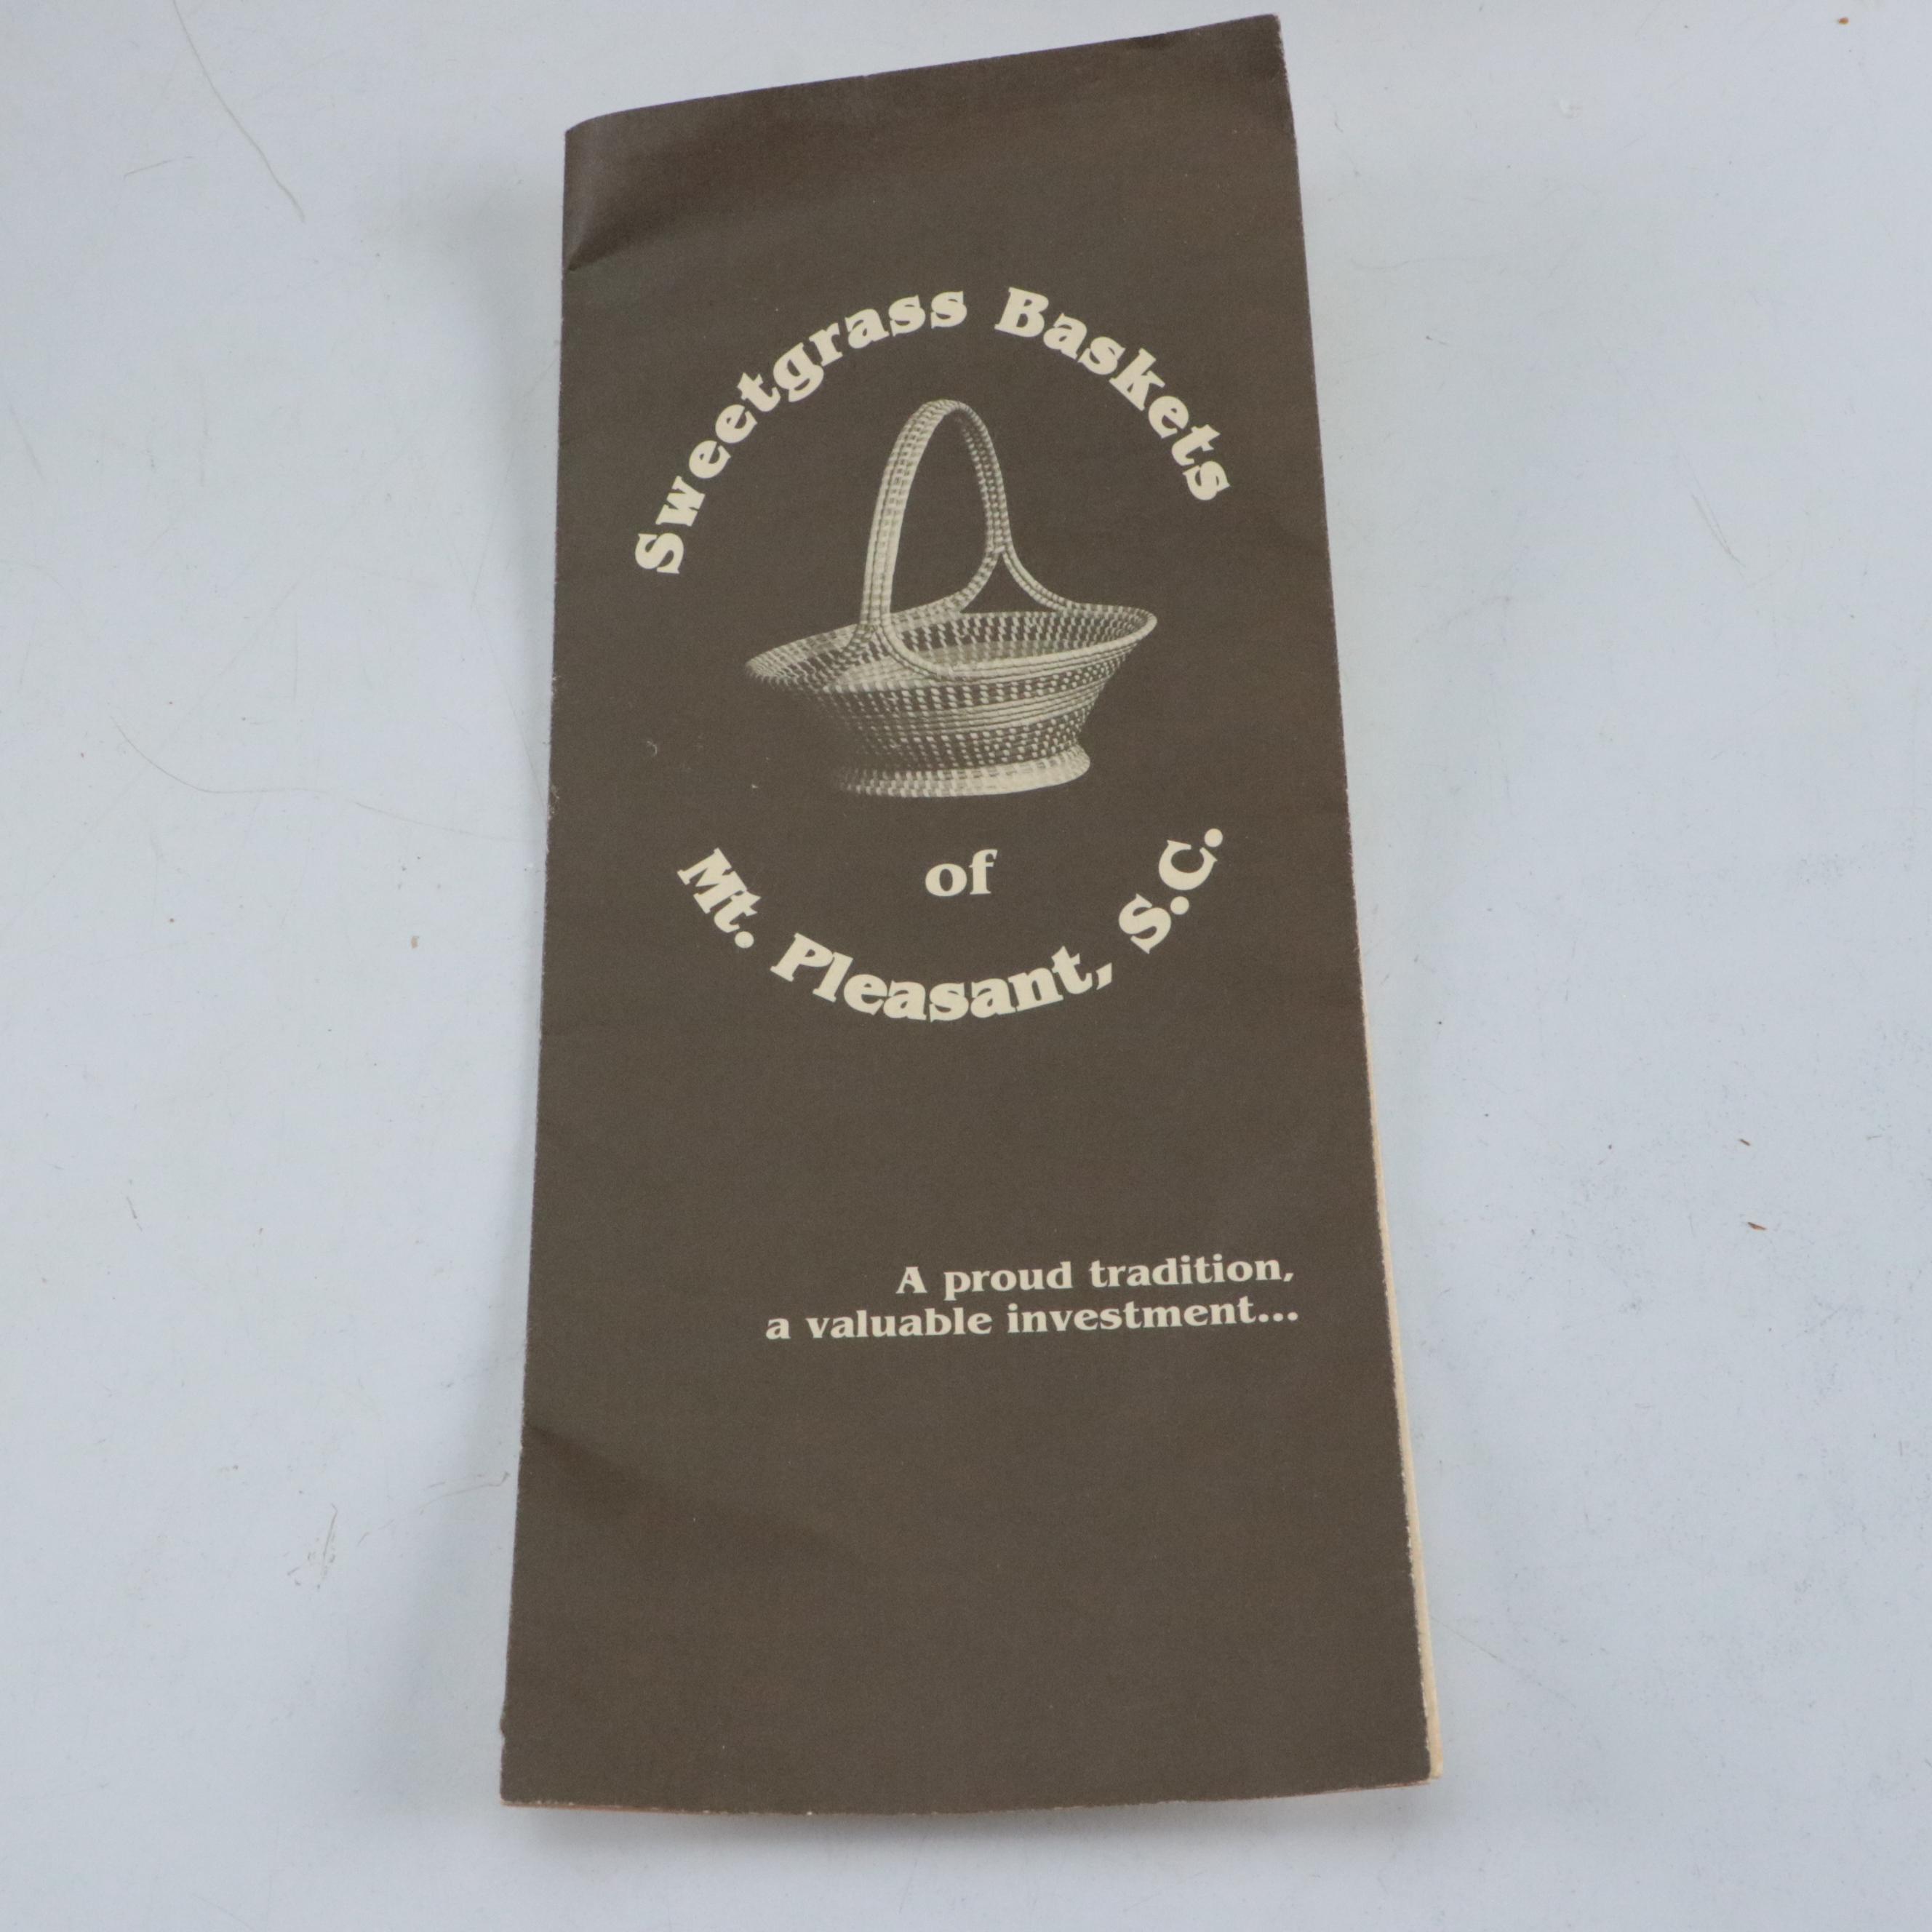 Sweetgrass Baskets
of
Mt. Pleasant, S.C.
A proud tradition,
a valuable investment...